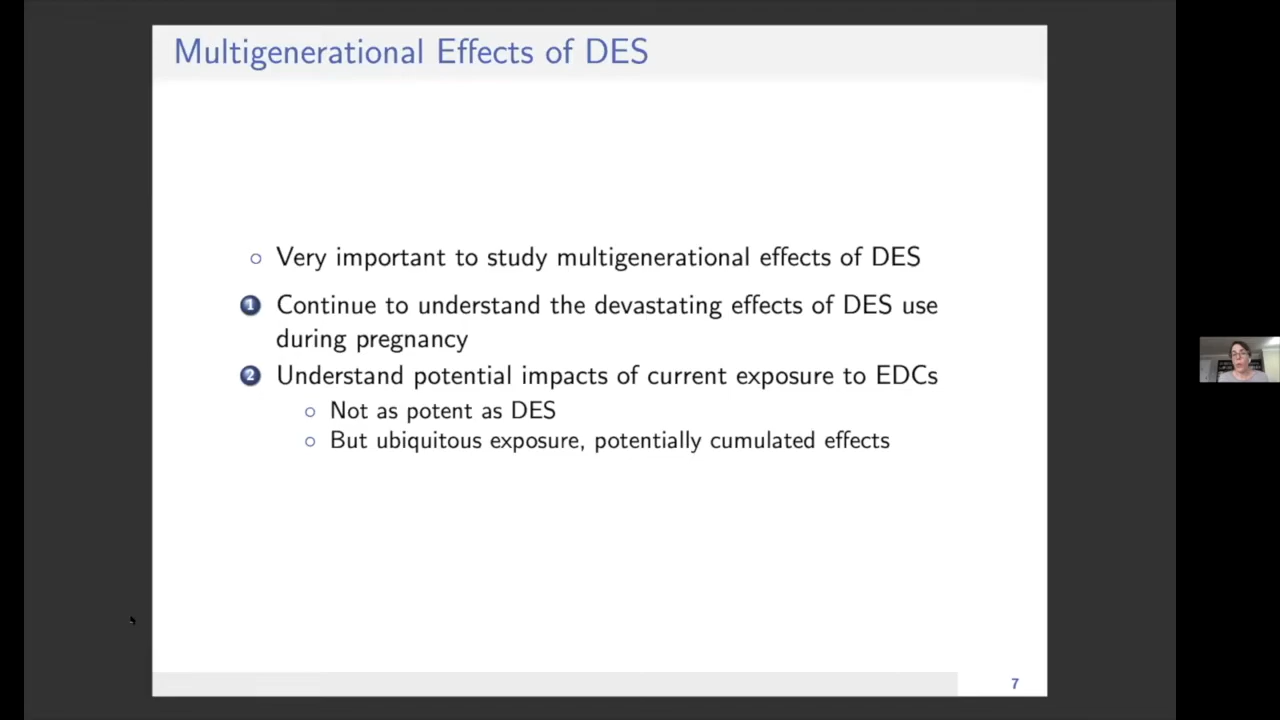 Multigenerational Effects of DES
Very important to study multigenerational effects of DES
1 Continue to understand the devastating effects of DES use
during pregnancy
2 Understand potential impacts of current exposure to EDCs
Not as potent as DES
But ubiquitous exposure, potentially cumulated effects
7